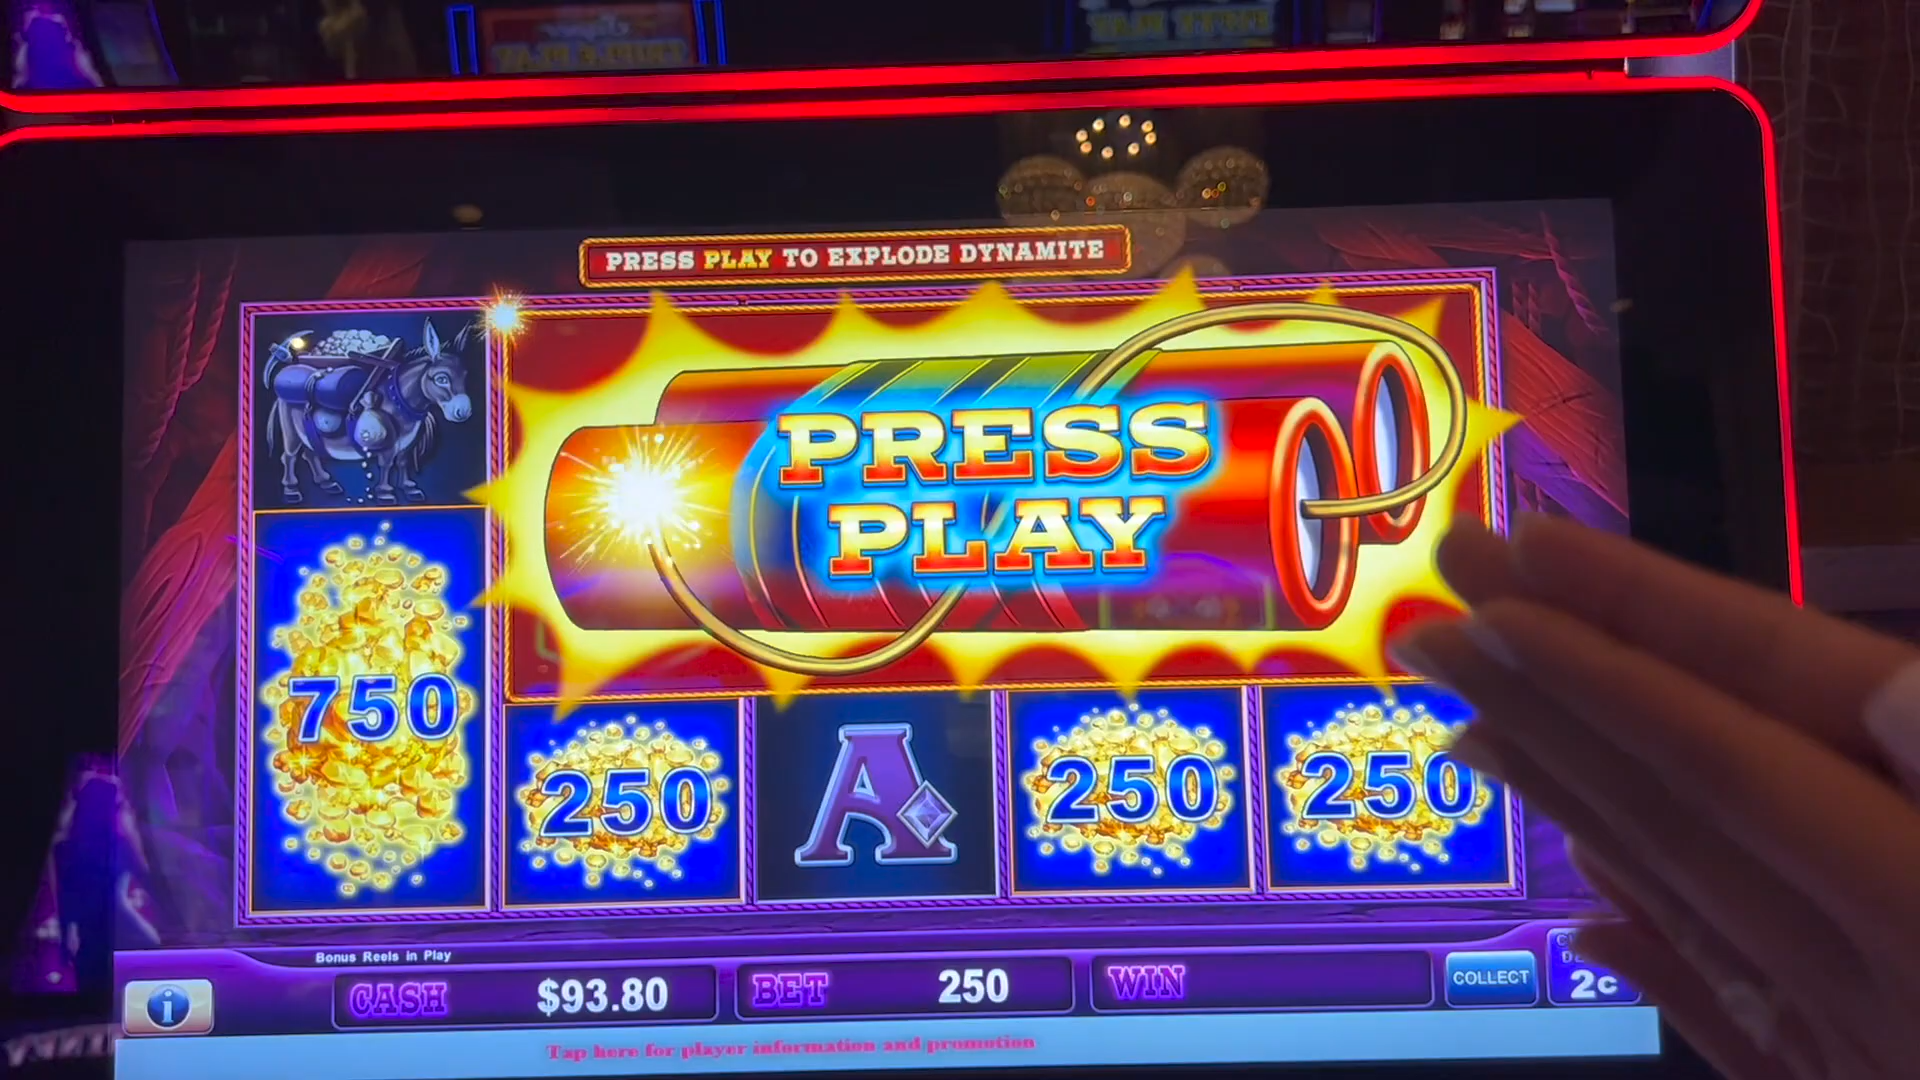 PRESS PLAY TO EXPLODE DYNAMITE
PRESS
PLAY
750
250
A
250
250
Bonus Reels in Play
CASH $93.80
BET 250
WIN
COLLECT
2c
Tap here for player information and promotion